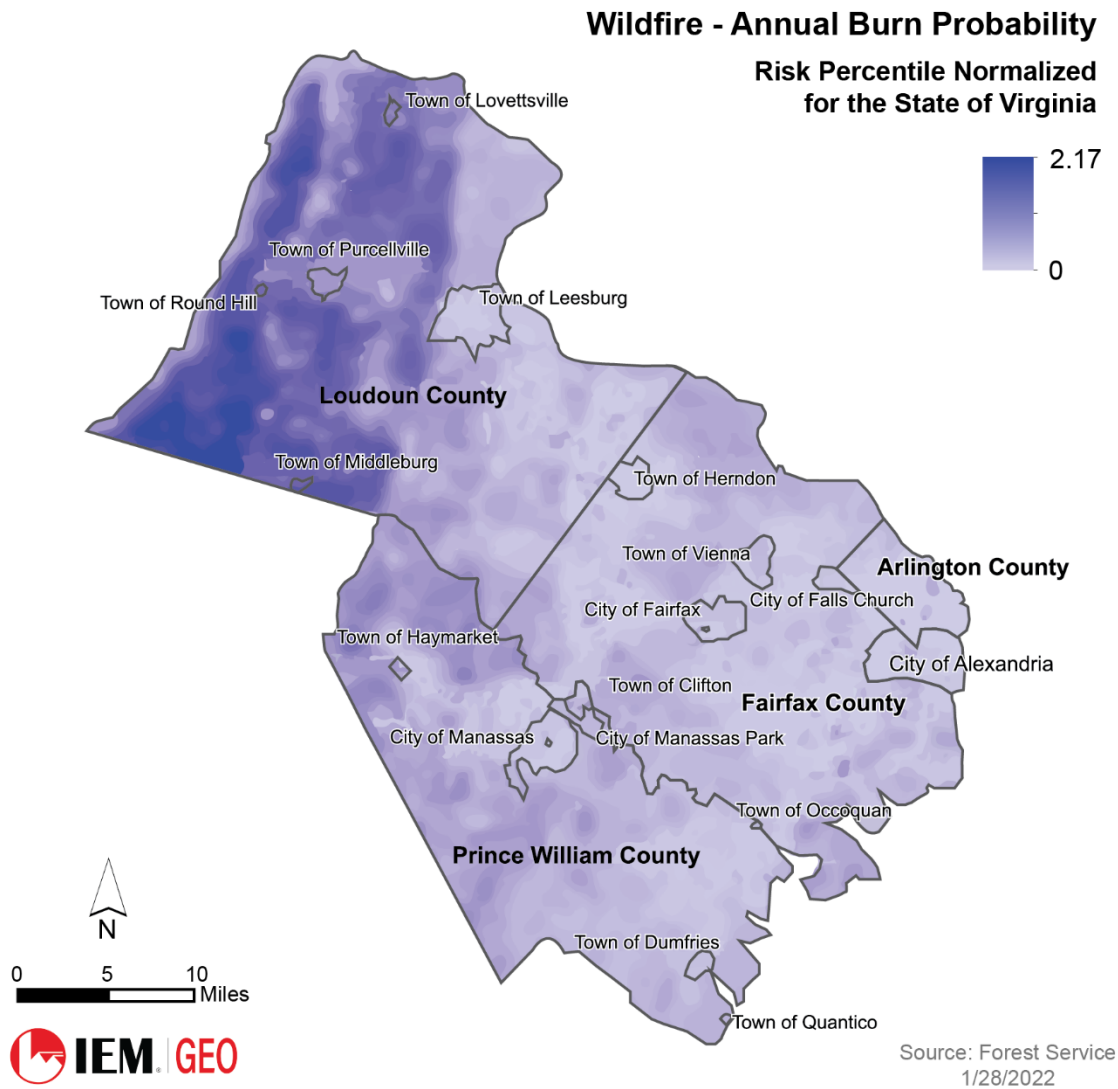 Wildfire - Annual Burn Probability
Risk Percentile Normalized
for the State of Virginia
2.17
0
Town of Lovettsville
Town of Purcellville
Town of Round Hill
Town of Leesburg
Loudoun County
Town of Middleburg
Town of Herndon
Town of Vienna
Arlington County
City of Falls Church
City of Fairfax
Town of Haymarket
City of Alexandria
Town of Clifton
Fairfax County
City of Manassas
City of Manassas Park
Town of Occoquan
Prince William County
Town of Dumfries
Town of Quantico
N
0 5 10
Miles
IEM GEO
Source: Forest Service
1/28/2022